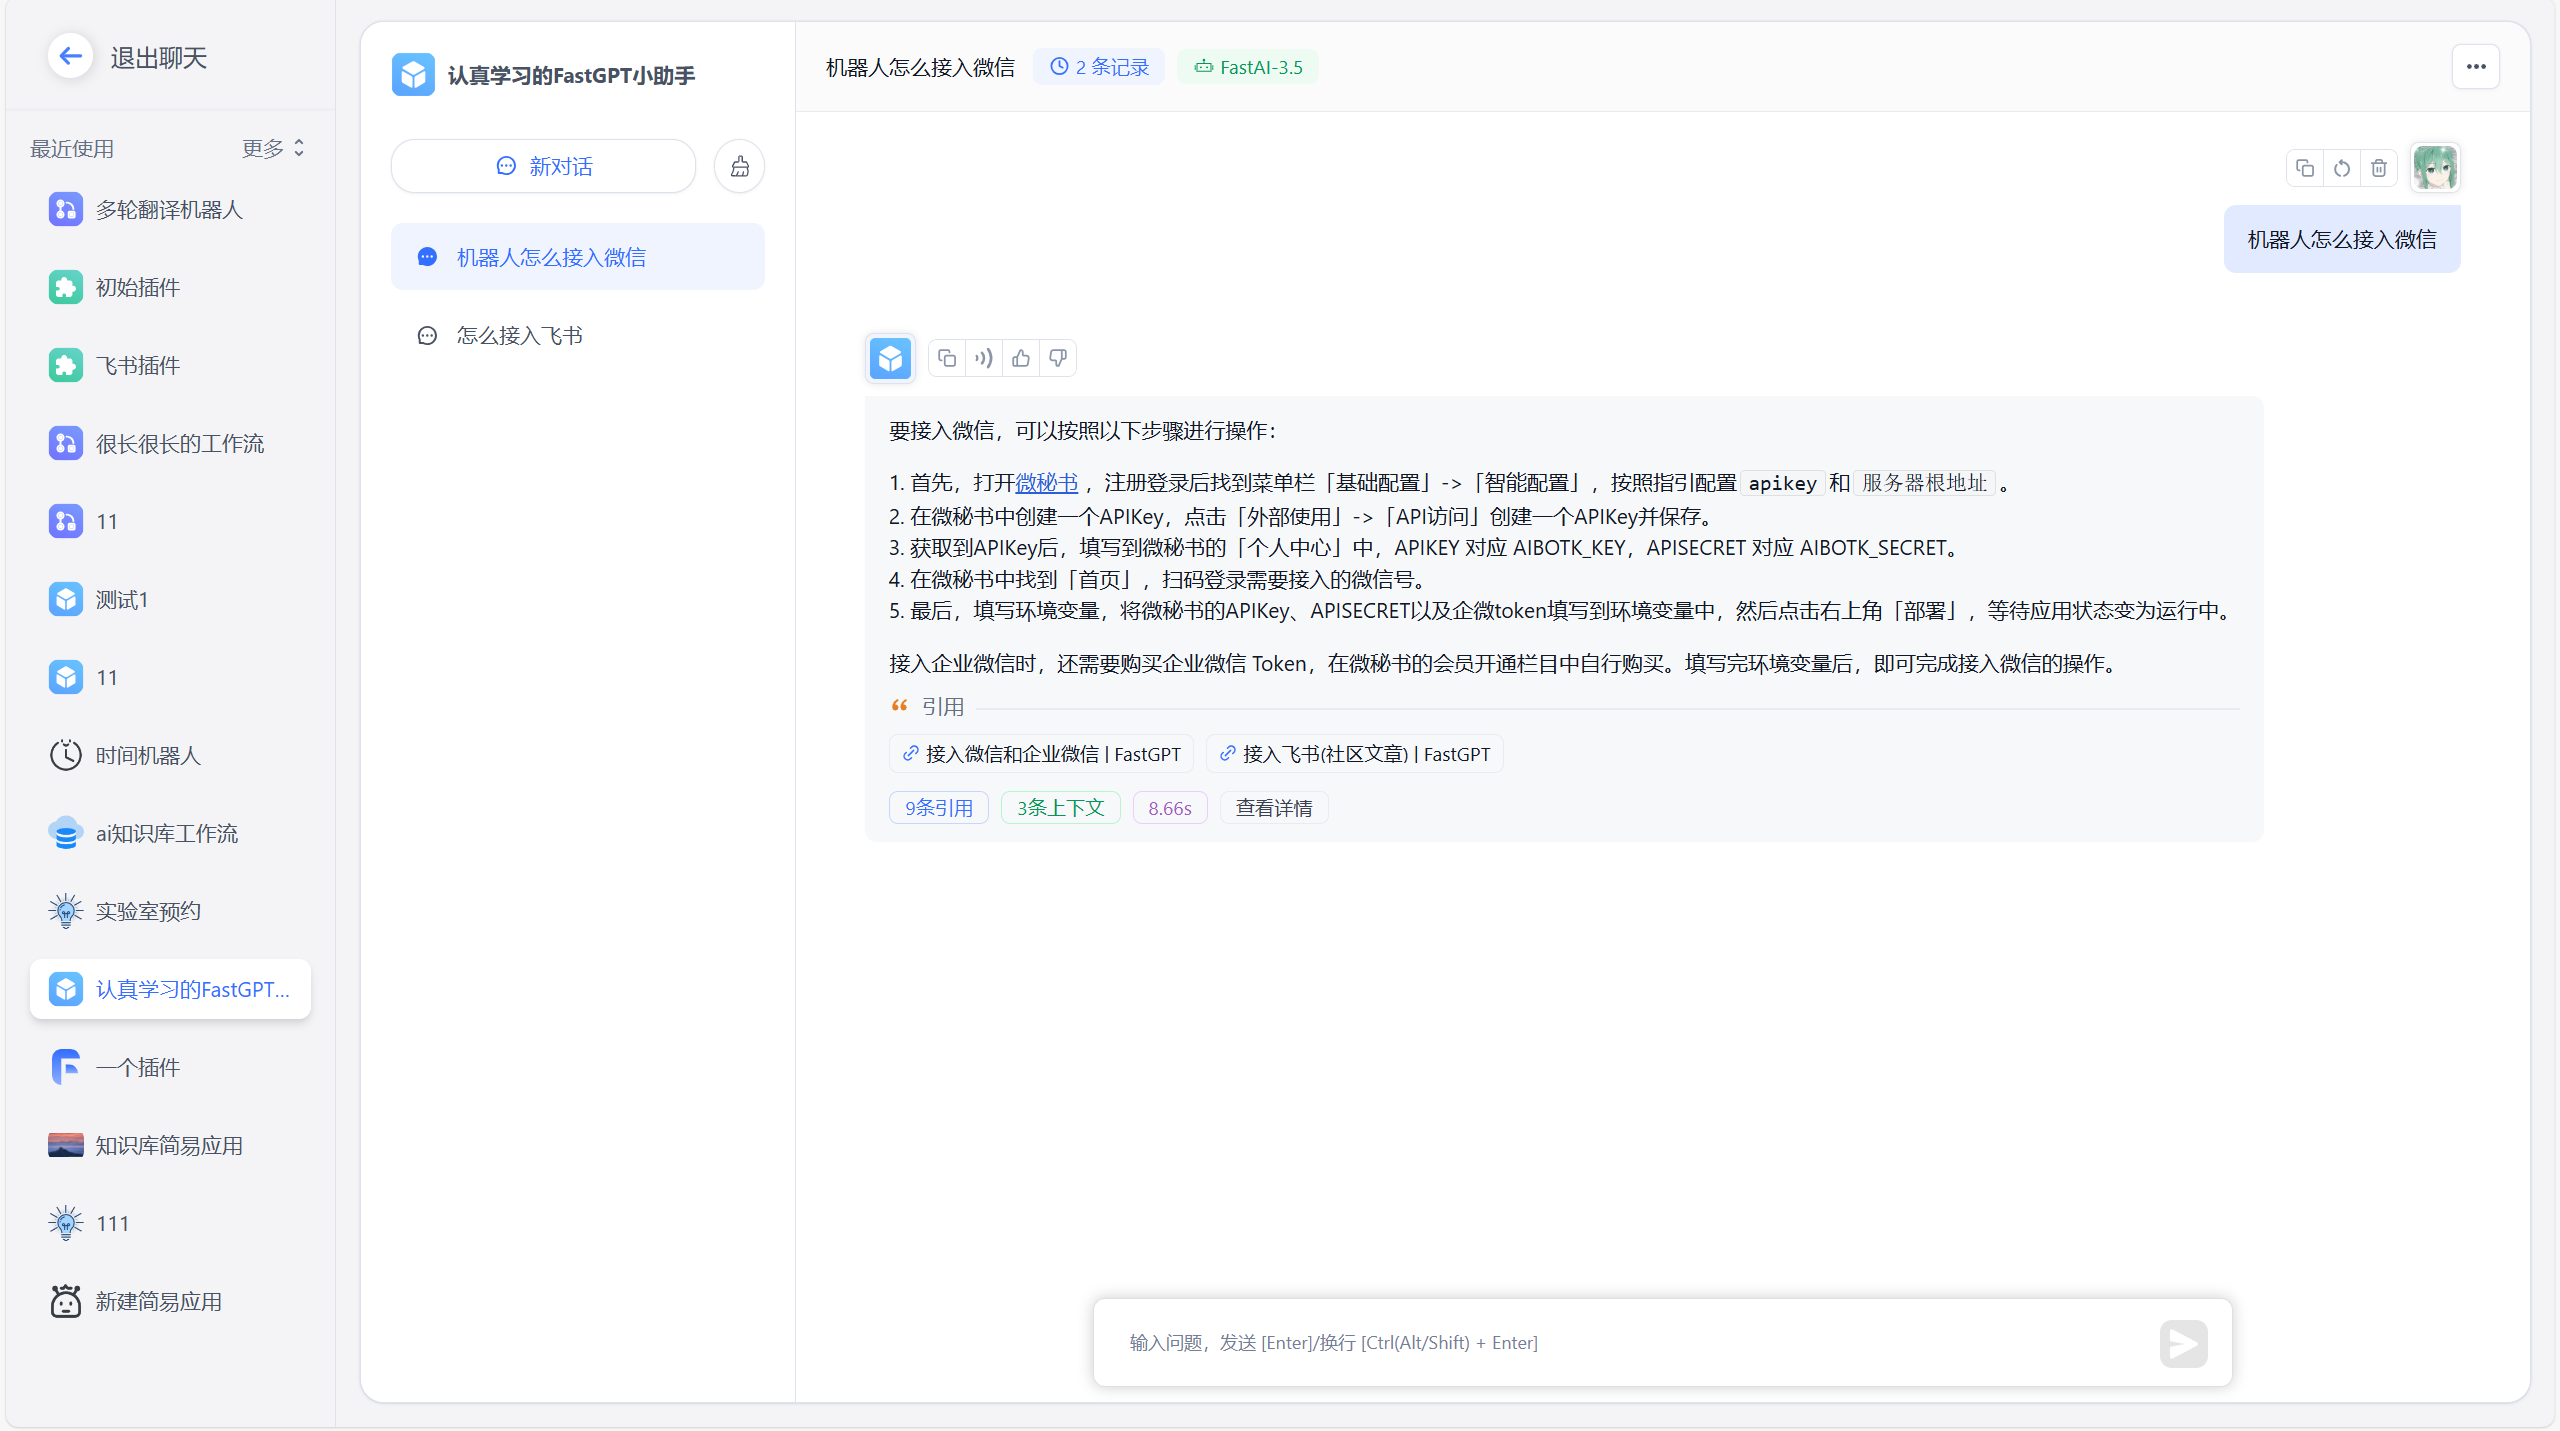 退出聊天
最近使用
更多
多轮翻译机器人
初始插件
飞书插件
很长很长的工作流
11
测试1
11
时间机器人
ai知识库工作流
实验室预约
认真学习的FastGPT...
一个插件
知识库简易应用
111
新建简易应用
认真学习的FastGPT小助手
新对话
机器人怎么接入微信
怎么接入飞书
机器人怎么接入微信 2 条记录 FastAI-3.5
机器人怎么接入微信
要接入微信，可以按照以下步骤进行操作：
1. 首先，打开微秘书 ，注册登录后找到菜单栏「基础配置」->「智能配置」，按照指引配置 apikey 和 服务器根地址 。
2. 在微秘书中创建一个APIKey，点击「外部使用」->「API访问」创建一个APIKey并保存。
3. 获取到APIKey后，填写到微秘书的「个人中心」中，APIKEY 对应 AIBOTK_KEY，APISECRET 对应 AIBOTK_SECRET。
4. 在微秘书中找到「首页」，扫码登录需要接入的微信号。
5. 最后，填写环境变量，将微秘书的APIKey、APISECRET以及企微token填写到环境变量中，然后点击右上角「部署」，等待应用状态变为运行中。
接入企业微信时，还需要购买企业微信 Token，在微秘书的会员开通栏目中自行购买。填写完环境变量后，即可完成接入微信的操作。
引用
接入微信和企业微信 | FastGPT 接入飞书(社区文章) | FastGPT
9条引用 3条上下文 8.66s 查看详情
输入问题，发送 [Enter]/换行 [Ctrl(Alt/Shift) + Enter]